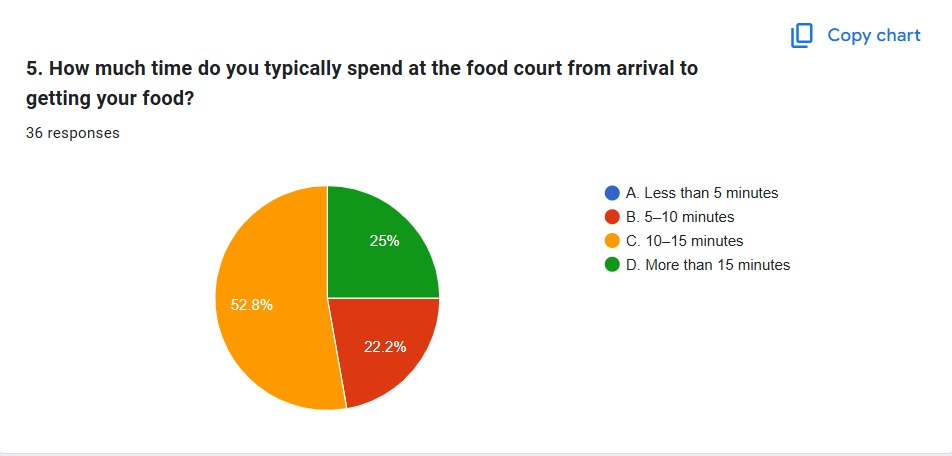 Copy chart
5. How much time do you typically spend at the food court from arrival to
getting your food?
36 responses
25%
52.8%
22.2%
A. Less than 5 minutes
B. 5–10 minutes
C. 10–15 minutes
D. More than 15 minutes